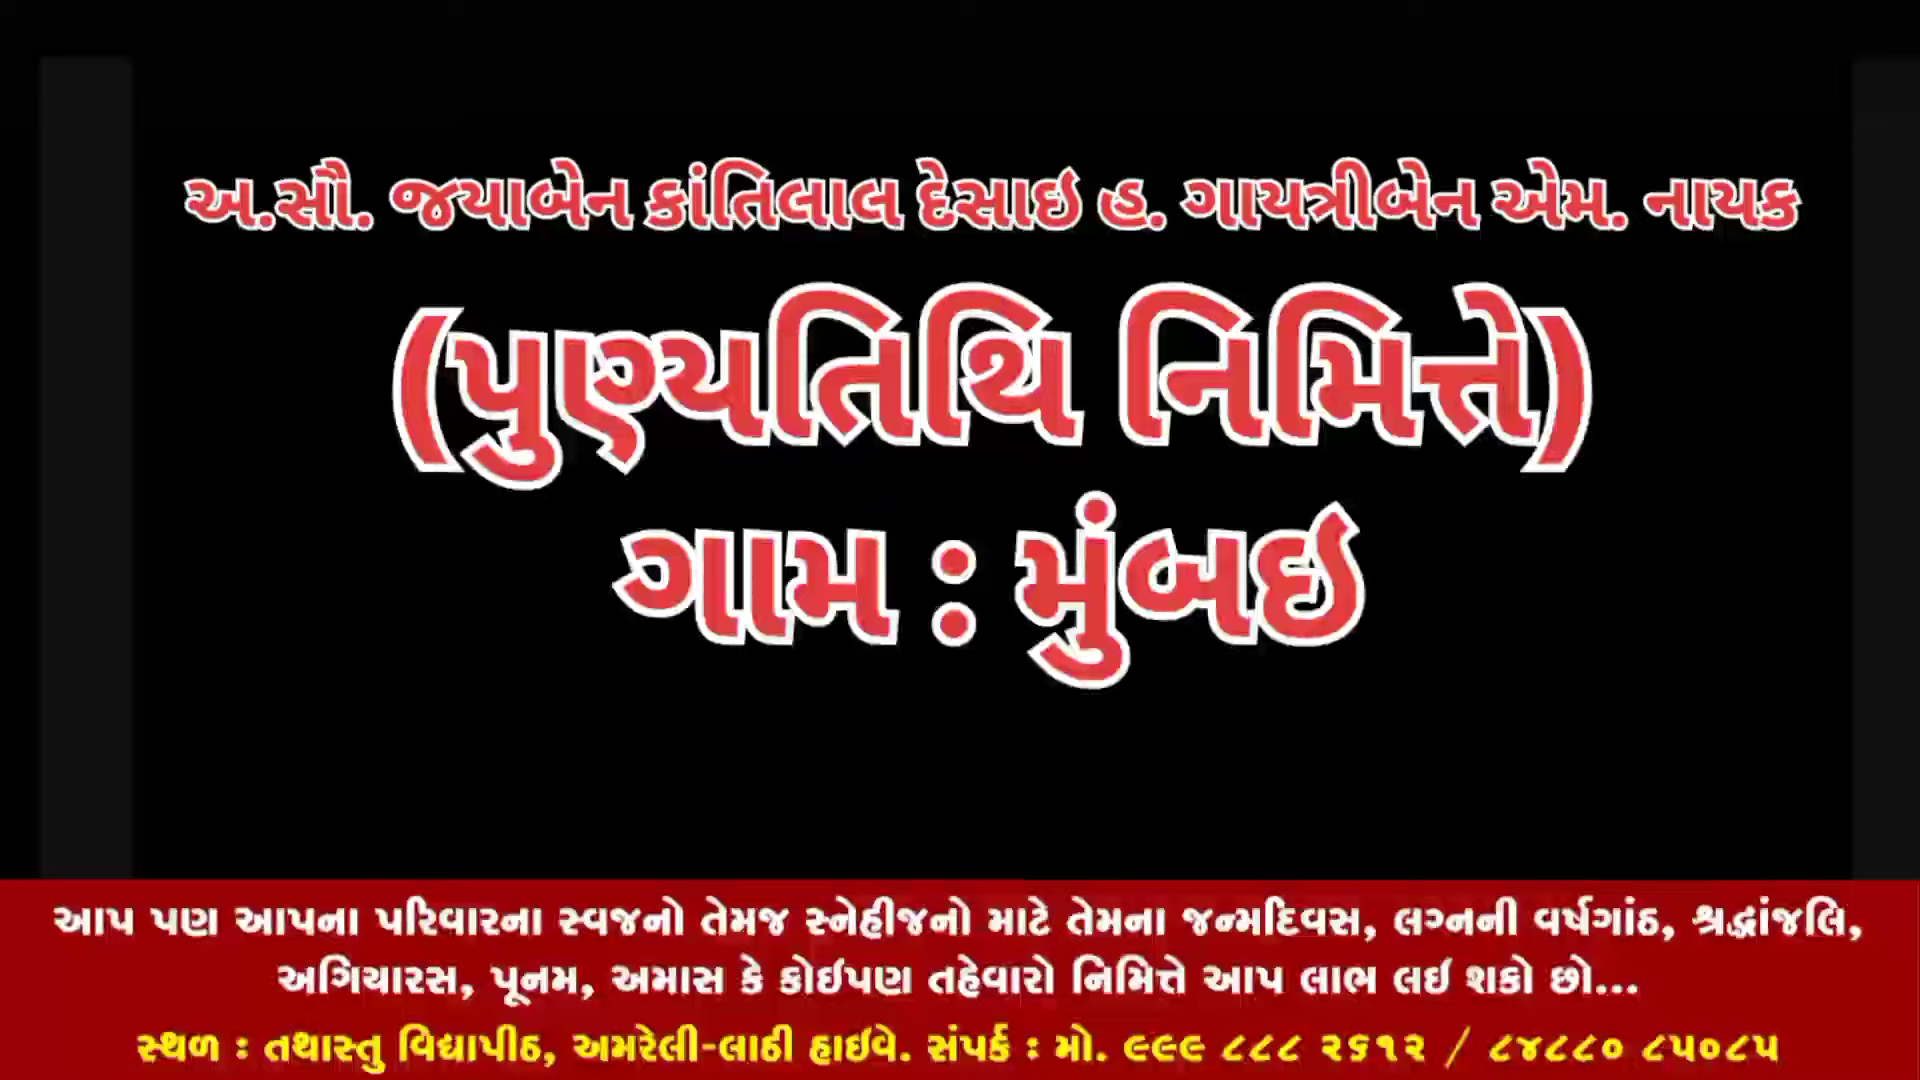 અ.સૌ. જયાબેન કાંતિલાલ દેસાઇ હ. ગાયત્રીબેન એમ. નાયક
(પુણ્યતિથિ નિમિત્તે)
ગામ : મુંબઇ
આપ પણ આપના પરિવારના સ્વજનો તેમજ સ્નેહીજનો માટે તેમના જન્મદિવસ, લગ્નની વર્ષગાંઠ, શ્રદ્ધાંજલિ,
અગિયારસ, પૂનમ, અમાસ કે કોઇપણ તહેવારો નિમિત્તે આપ લાભ લઇ શકો છો...
સ્થળ : તથાસ્તુ વિદ્યાપીઠ, અમરેલી-લાઠી હાઇવે. સંપર્ક : મો. ૯૯૯ ૮૮૮ ૨૬૧૨ / ૮૪૮૮૦ ૮૫૦૮૫